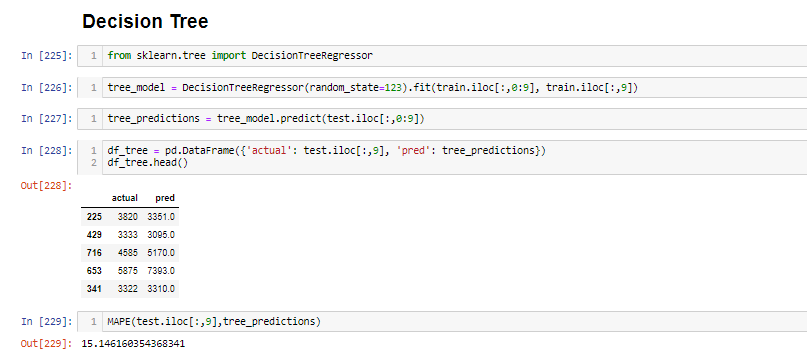 Decision Tree
In [225]: 1 from sklearn.tree import DecisionTreeRegressor
In [226]: 1 tree_model = DecisionTreeRegressor(random_state=123).fit(train.iloc[:,0:9], train.iloc[:,9])
In [227]: 1 tree_predictions = tree_model.predict(test.iloc[:,0:9])
In [228]: 1 df_tree = pd.DataFrame({'actual': test.iloc[:,9], 'pred': tree_predictions})
2 df_tree.head()
Out[228]:
actual pred
225 3820 3351.0
429 3333 3095.0
716 4585 5170.0
653 5875 7393.0
341 3322 3310.0
In [229]: 1 MAPE(test.iloc[:,9],tree_predictions)
Out[229]: 15.146160354368341